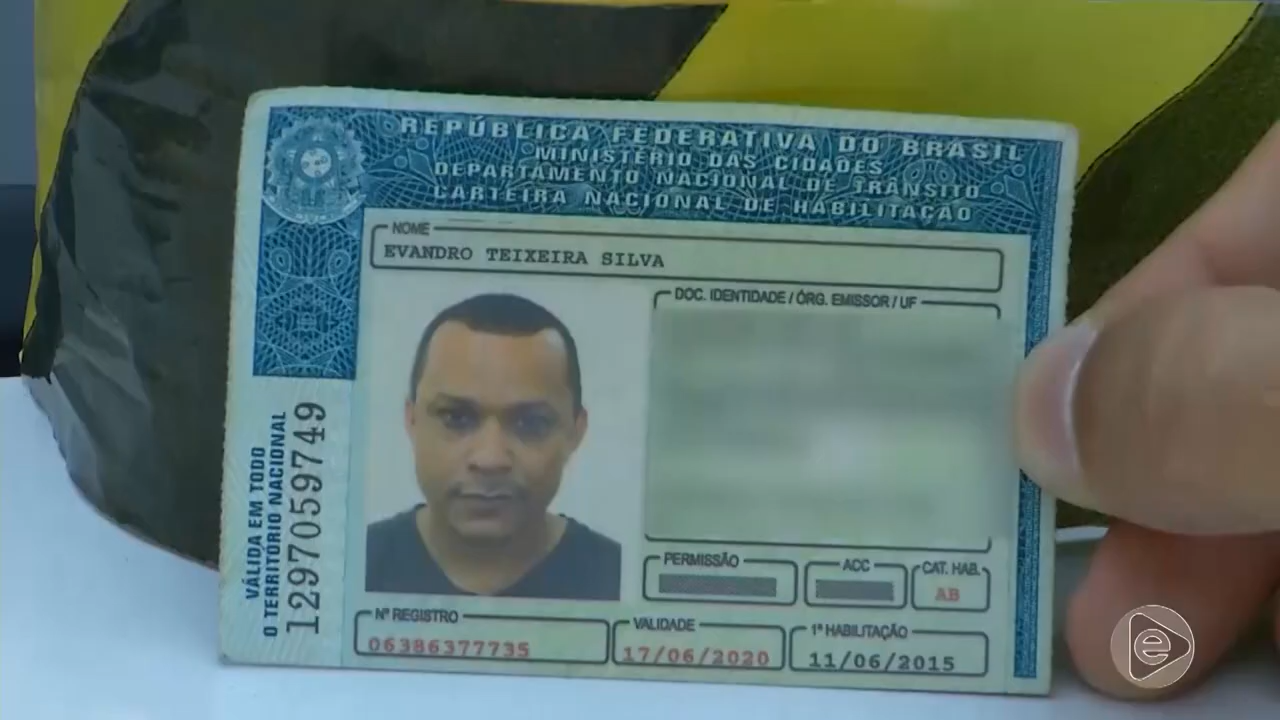 REPÚBLICA FEDERATIVA DO BRASIL
MINISTÉRIO DAS CIDADES
DEPARTAMENTO NACIONAL DE TRÂNSITO
CARTEIRA NACIONAL DE HABILITAÇÃO
NOME
EVANDRO TEIXEIRA SILVA
DOC. IDENTIDADE / ÓRG. EMISSOR / UF
VÁLIDA EM TODO
O TERRITÓRIO NACIONAL
1297059749
PERMISSÃO
ACC
CAT. HAB.
AB
Nº REGISTRO
06386377735
VALIDADE
17/06/2020
1ª HABILITAÇÃO
11/06/2015
e